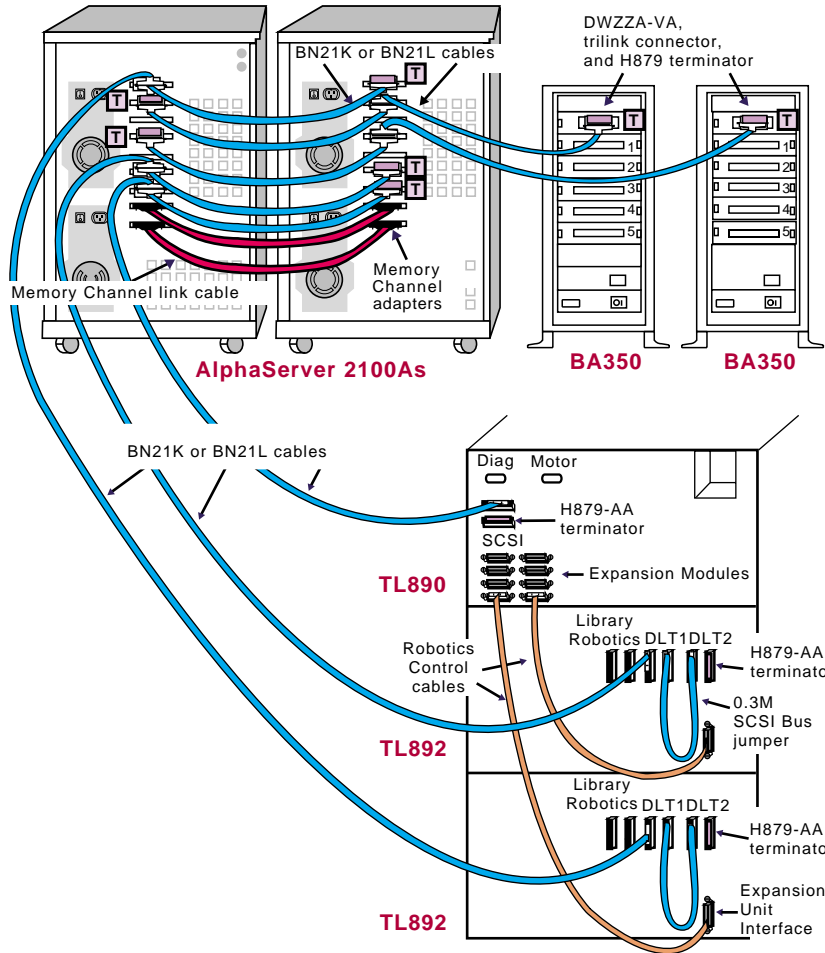 DWZZA-VA,
trilink connector,
and H879 terminator
BN21K or BN21L cables
T
T
T
T
T
T
T
1
2
3
4
5
1
2
3
4
5
Memory Channel link cable
Memory
Channel
adapters
AlphaServer 2100As
BA350
BA350
BN21K or BN21L cables
Diag Motor
H879-AA
terminator
SCSI
TL890
Expansion Modules
Library
Robotics DLT1 DLT2
Robotics
Control
cables
H879-AA
terminato
0.3M
SCSI Bus
jumper
TL892
Library
Robotics DLT1 DLT2
H879-AA
terminato
Expansion
Unit
Interface
TL892